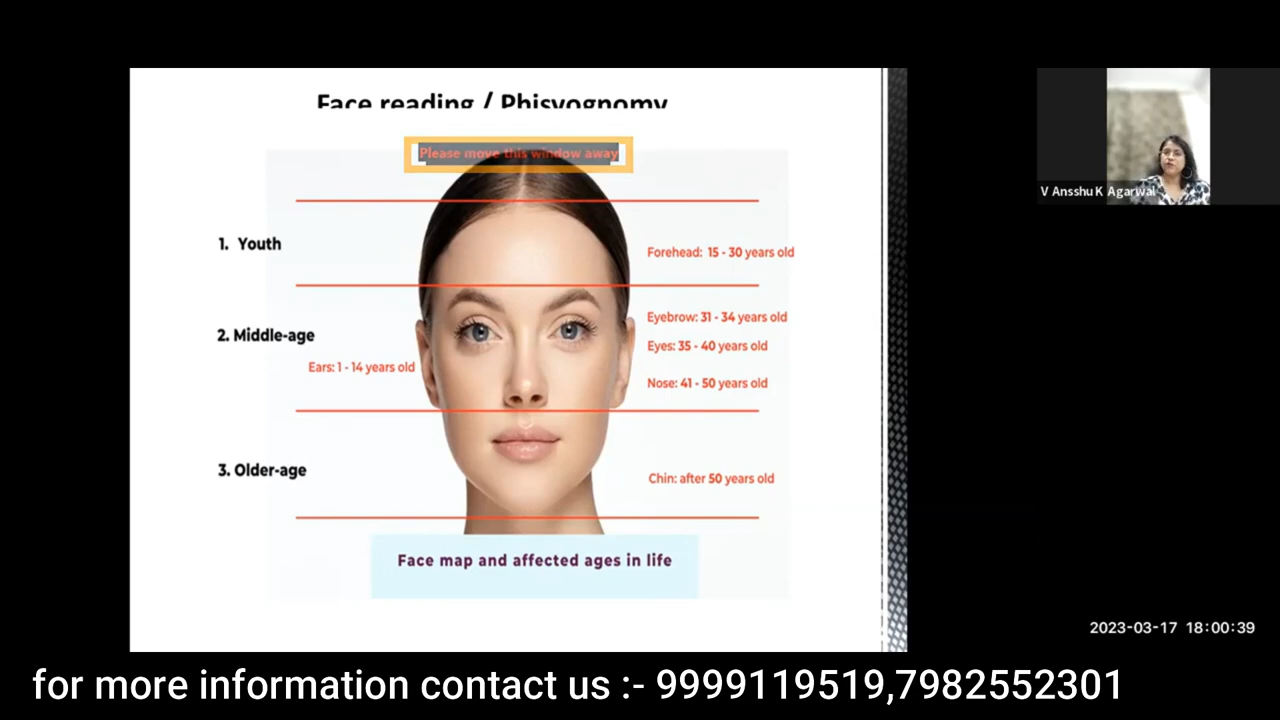 Face reading / Phisyognomy
Please move this window away
1. Youth
Forehead: 15 - 30 years old
Eyebrow: 31 - 34 years old
2. Middle-age
Eyes: 35 - 40 years old
Ears: 1 - 14 years old
Nose: 41 - 50 years old
3. Older-age
Chin: after 50 years old
Face map and affected ages in life
V Ansshu K Agarwal
2023-03-17 18:00:39
for more information contact us :- 9999119519,7982552301